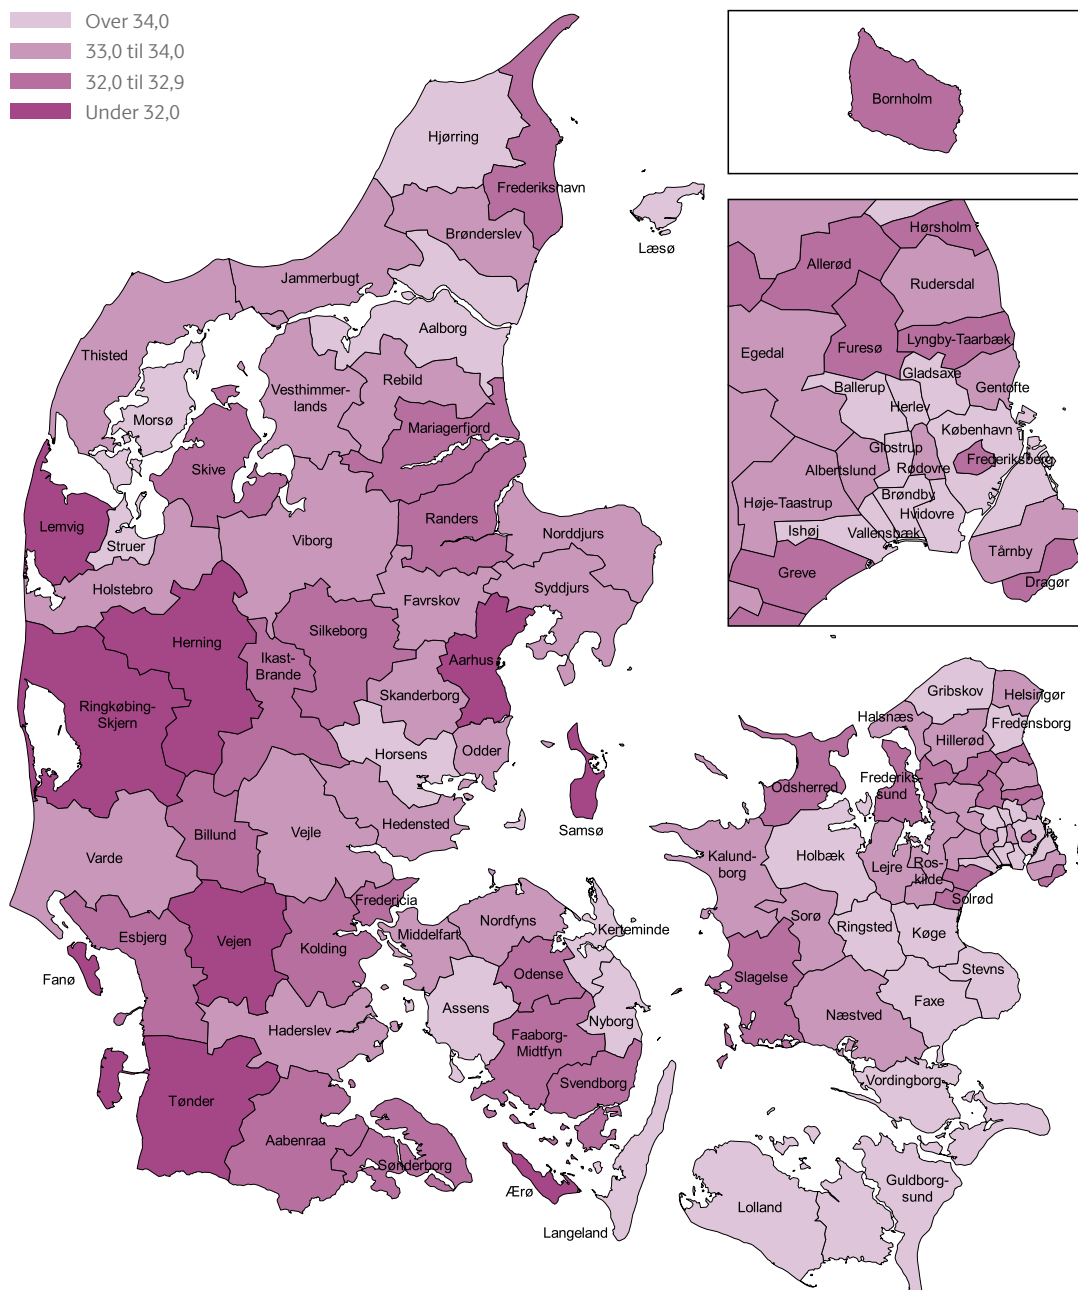 Over 34,0
33,0 til 34,0
32,0 til 32,9
Under 32,0
Bornholm
Hjørring
Frederikshavn
Læsø
Brønderslev
Jammerbugt
Aalborg
Thisted
Vesthimmer-
lands
Rebild
Morsø
Mariagerfjord
Skive
Lemvig
Randers
Struer
Viborg
Norddjurs
Holstebro
Favrskov
Syddjurs
Herning
Silkeborg
Ikast-
Brande
Aarhus
Skanderborg
Ringkøbing-
Skjern
Horsens
Odder
Samsø
Hedensted
Billund
Vejle
Varde
Fredericia
Esbjerg
Vejen
Kolding
Middelfart
Nordfyns
Kerteminde
Fanø
Odense
Assens
Nyborg
Haderslev
Faaborg-
Midtfyn
Svendborg
Tønder
Aabenraa
Sønderborg
Ærø
Langeland
Hørsholm
Allerød
Rudersdal
Egedal
Furesø
Lyngby-Taarbæk
Gladsaxe
Ballerup
Gentofte
Herlev
København
Glostrup
Frederiksberg
Albertslund
Rødovre
Brøndby
Høje-Taastrup
Hvidovre
Ishøj
Vallensbæk
Tårnby
Greve
Dragør
Gribskov
Helsingør
Halsnæs
Fredensborg
Hillerød
Odsherred
Frederiks-
sund
Holbæk
Kalund-
borg
Lejre
Ros-
kilde
Solrød
Sorø
Ringsted
Køge
Slagelse
Stevns
Faxe
Næstved
Vordingborg
Guldborg-
sund
Lolland